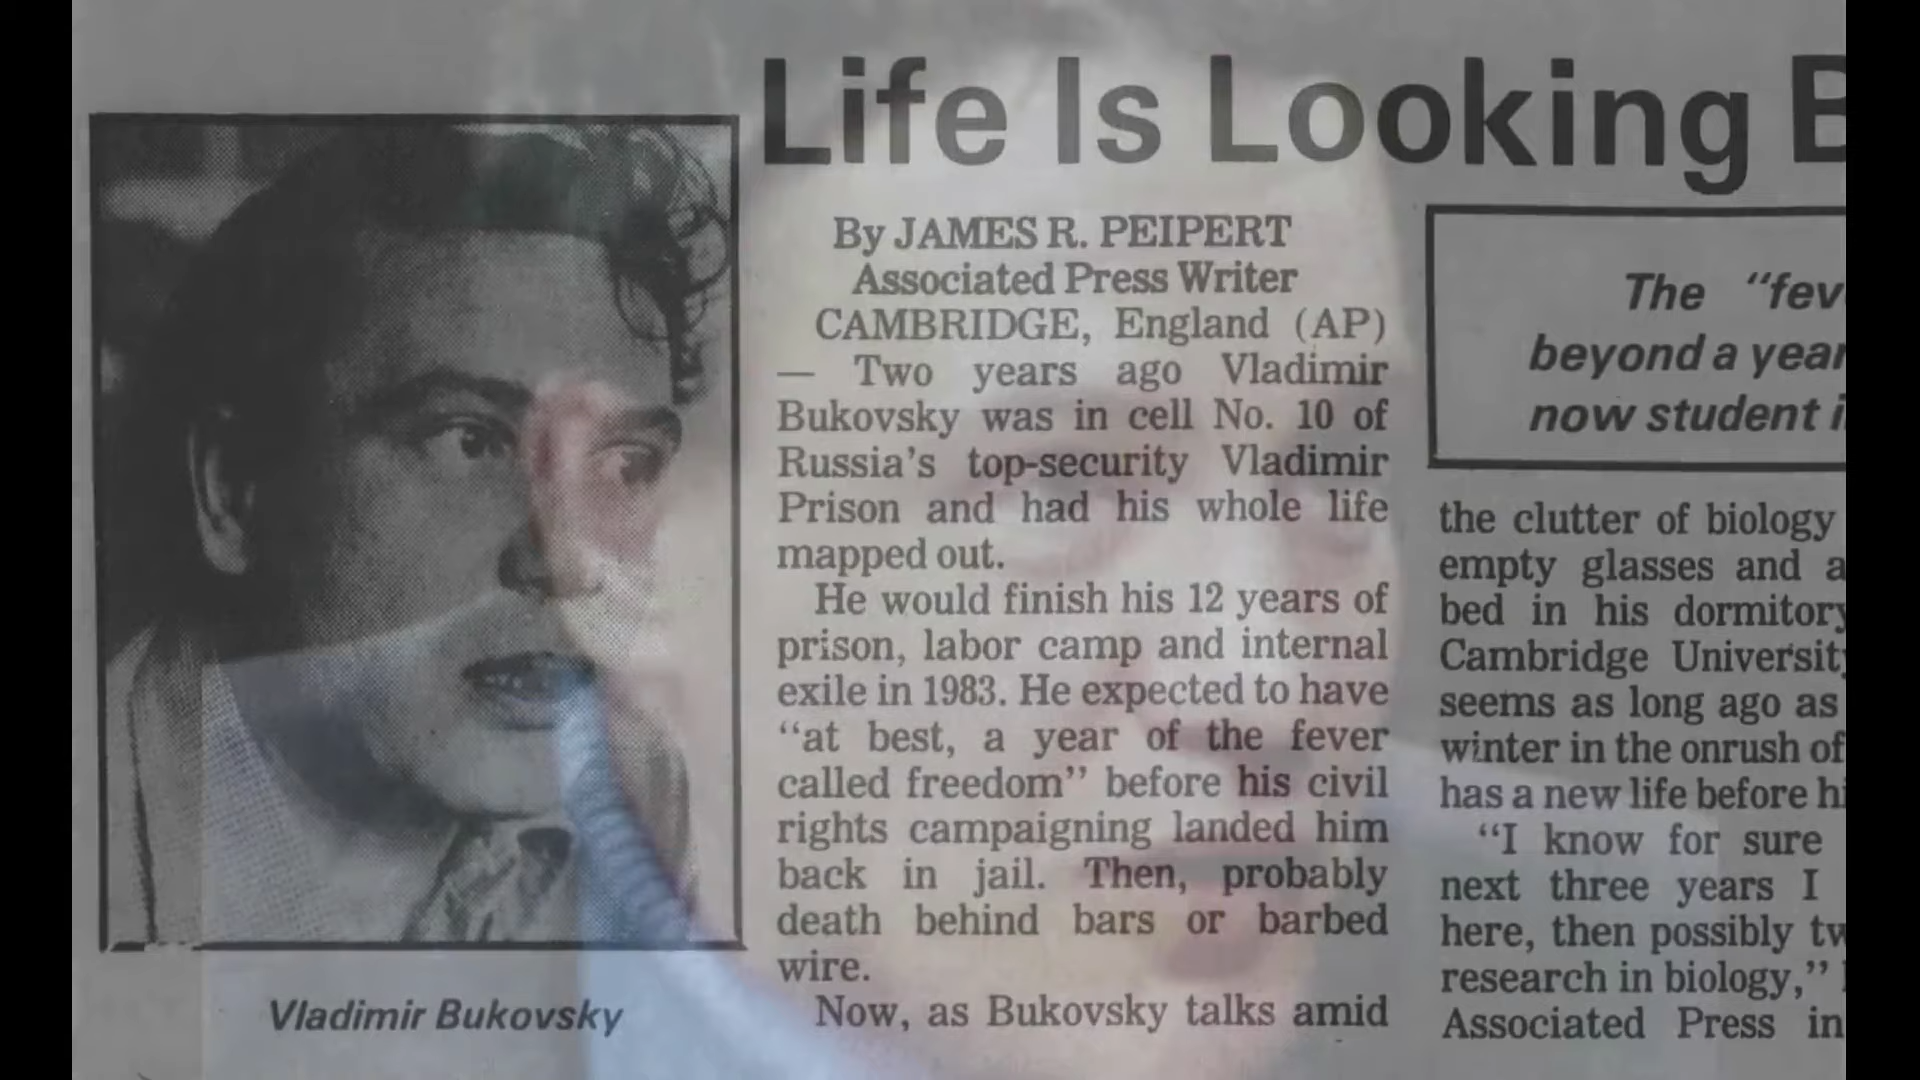 Life Is Looking
By JAMES R. PEIPERT
Associated Press Writer
CAMBRIDGE, England (AP)
— Two years ago Vladimir
Bukovsky was in cell No. 10 of
Russia's top-security Vladimir
Prison and had his whole life
mapped out.
He would finish his 12 years of
prison, labor camp and internal
exile in 1983. He expected to have
“at best, a year of the fever
called freedom” before his civil
rights campaigning landed him
back in jail. Then, probably
death behind bars or barbed
wire.
Now, as Bukovsky talks amid
The “fev
beyond a year
now student i
the clutter of biology
empty glasses and a
bed in his dormitory
Cambridge University
seems as long ago as
winter in the onrush of
has a new life before hi
“I know for sure
next three years I
here, then possibly tw
research in biology,”
Associated Press in
Vladimir Bukovsky